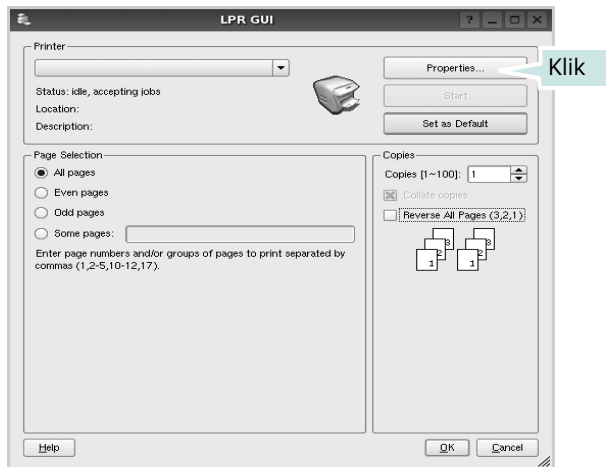 LPR GUI
Printer
Properties...
Klik
Status: idle, accepting jobs
Start
Location:
Description:
Set as Default
Page Selection
All pages
Even pages
Odd pages
Some pages:
Enter page numbers and/or groups of pages to print separated by
commas (1,2-5,10-12,17).
Copies
Copies [1~100]: 1
Collate copies
Reverse All Pages (3,2,1)
3 3
2 2
1 1
Help
OK
Cancel